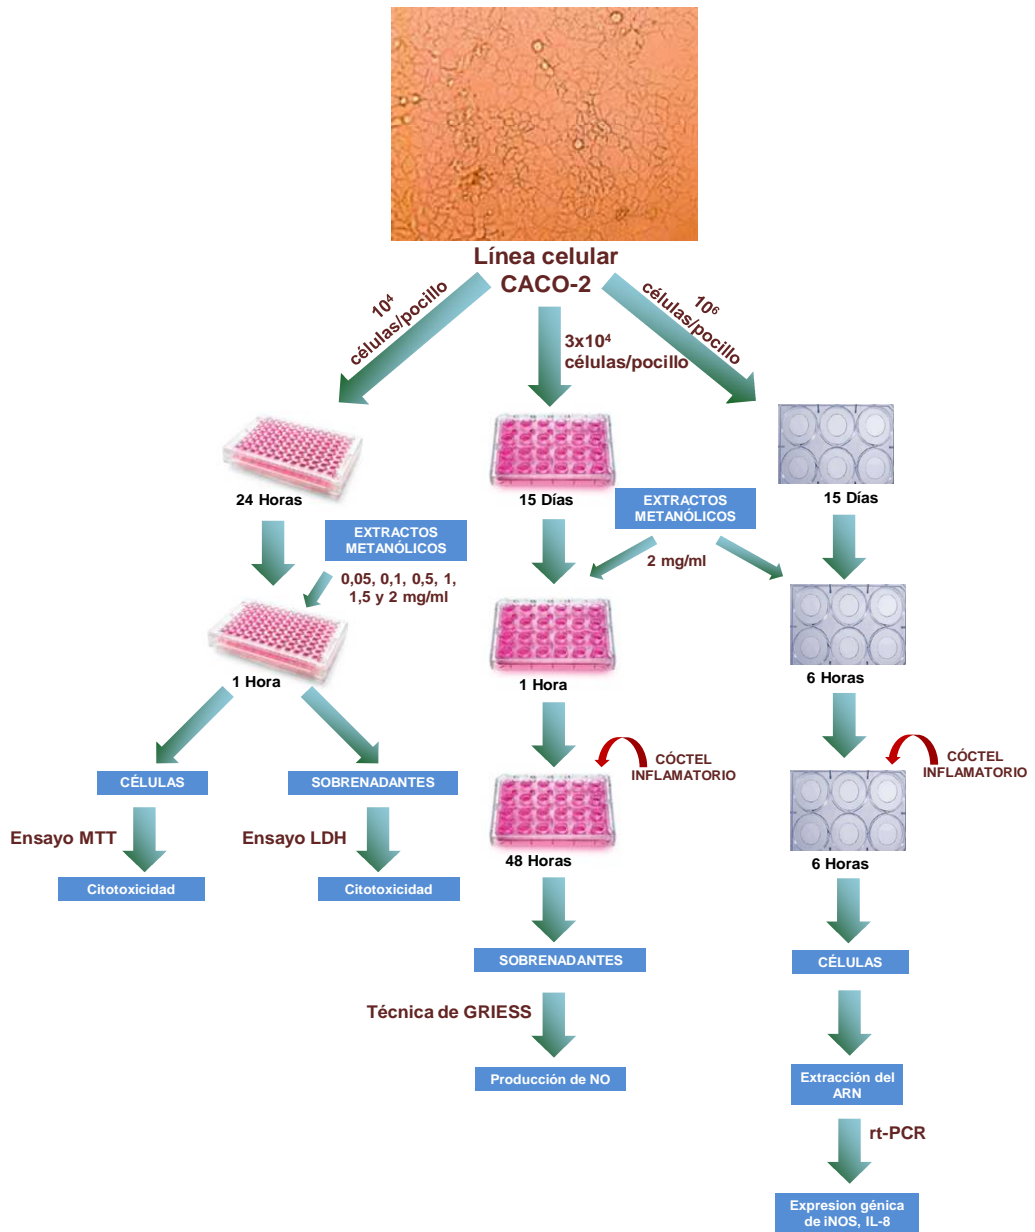 Línea celular
CACO-2
10⁴
células/pocillo
3x10⁴
células/pocillo
10⁶
células/pocillo
24 Horas
15 Días
15 Días
EXTRACTOS
METANÓLICOS
0,05, 0,1, 0,5, 1,
1,5 y 2 mg/ml
EXTRACTOS
METANÓLICOS
2 mg/ml
1 Hora
1 Hora
6 Horas
CÓCTEL
INFLAMATORIO
CÓCTEL
INFLAMATORIO
CÉLULAS
SOBRENADANTES
Ensayo MTT
Ensayo LDH
48 Horas
6 Horas
Citotoxicidad
Citotoxicidad
SOBRENADANTES
CÉLULAS
Técnica de GRIESS
Producción de NO
Extracción del
ARN
rt-PCR
Expresion génica
de iNOS, IL-8